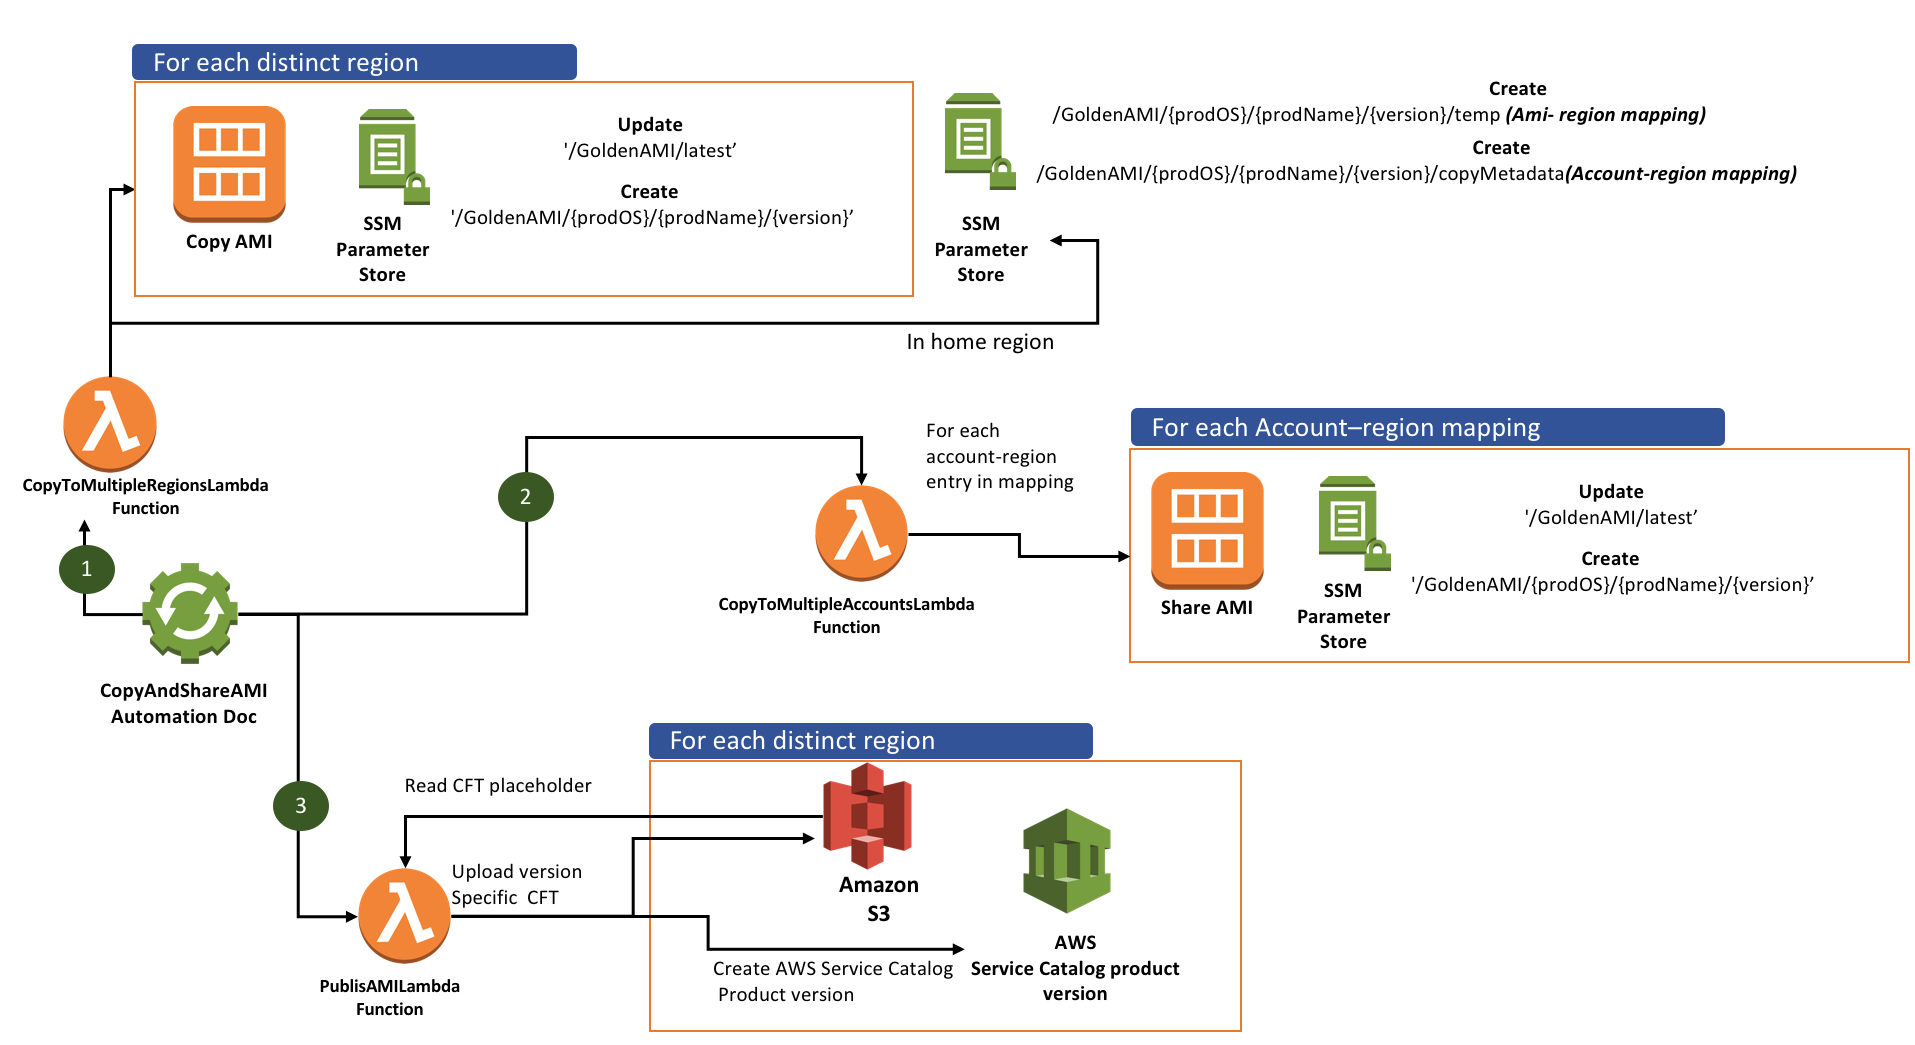 For each distinct region
Copy AMI
SSM
Parameter
Store
Update
'/GoldenAMI/latest’
Create
'/GoldenAMI/{prodOS}/{prodName}/{version}’
SSM
Parameter
Store
Create
/GoldenAMI/{prodOS}/{prodName}/{version}/temp (Ami- region mapping)
Create
/GoldenAMI/{prodOS}/{prodName}/{version}/copyMetadata(Account-region mapping)
In home region
CopyToMultipleRegionsLambda
Function
1
CopyAndShareAMI
Automation Doc
2
CopyToMultipleAccountsLambda
Function
For each
account-region
entry in mapping
For each Account–region mapping
Share AMI
SSM
Parameter
Store
Update
'/GoldenAMI/latest’
Create
'/GoldenAMI/{prodOS}/{prodName}/{version}’
3
For each distinct region
Read CFT placeholder
Upload version
Specific CFT
PublisAMILambda
Function
Amazon
S3
Create AWS Service Catalog
Product version
AWS
Service Catalog product
version